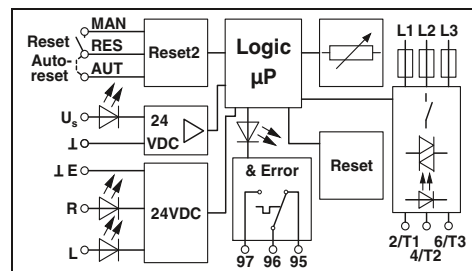 MAN
Reset
RES
Auto-
reset
AUT
Reset2
Logic
µP
L1 L2 L3
Us
24
VDC
⊥
⊥ E
R
L
24VDC
& Error
Reset
97 96 95
2/T1 6/T3
4/T2